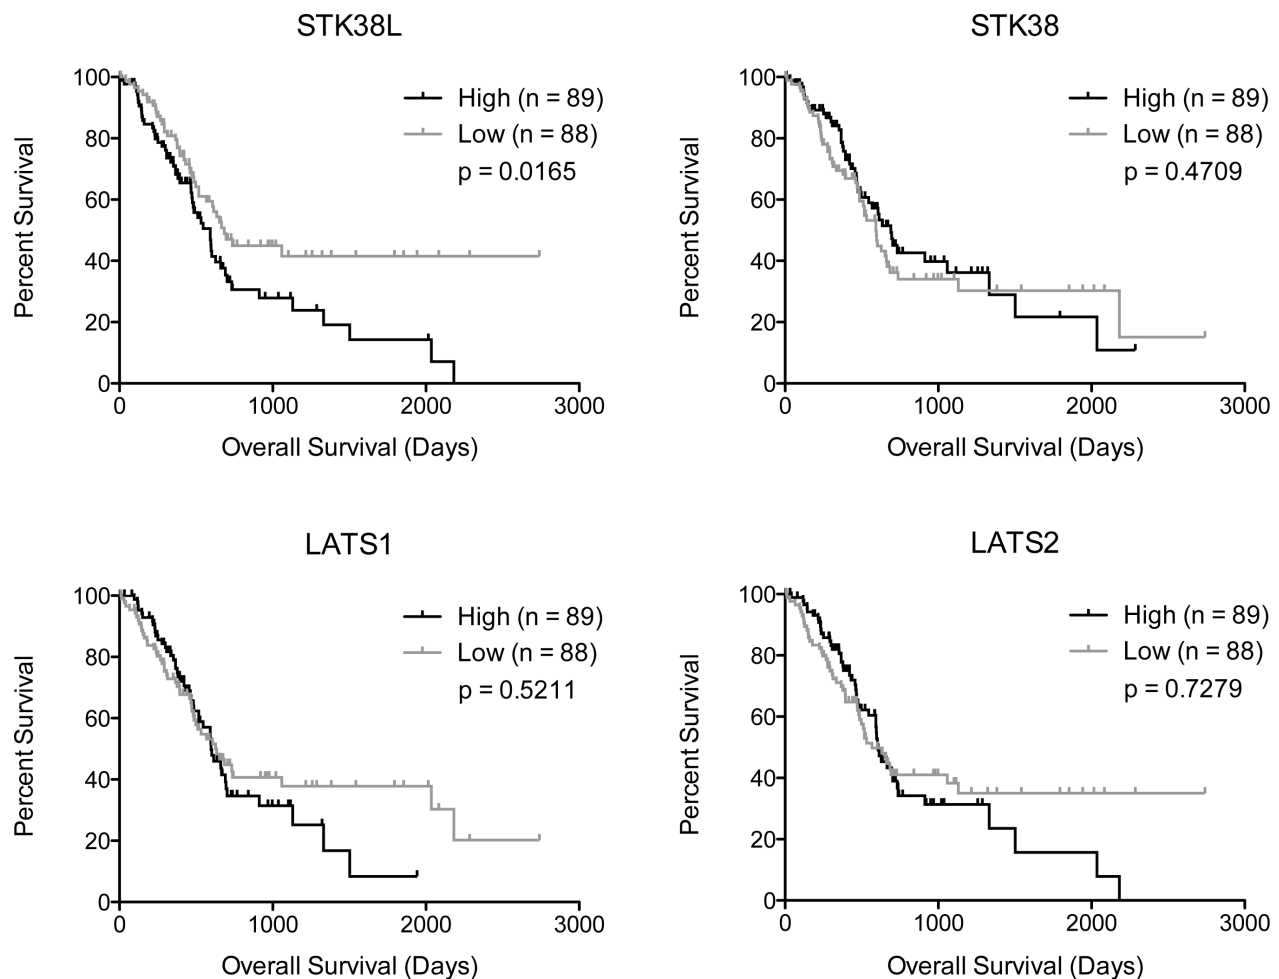 STK38L
100
80
60
40
20
0
Percent Survival
High (n = 89)
Low (n = 88)
p = 0.0165
0 1000 2000 3000
Overall Survival (Days)
STK38
100
80
60
40
20
0
Percent Survival
High (n = 89)
Low (n = 88)
p = 0.4709
0 1000 2000 3000
Overall Survival (Days)
LATS1
100
80
60
40
20
0
Percent Survival
High (n = 89)
Low (n = 88)
p = 0.5211
0 1000 2000 3000
Overall Survival (Days)
LATS2
100
80
60
40
20
0
Percent Survival
High (n = 89)
Low (n = 88)
p = 0.7279
0 1000 2000 3000
Overall Survival (Days)